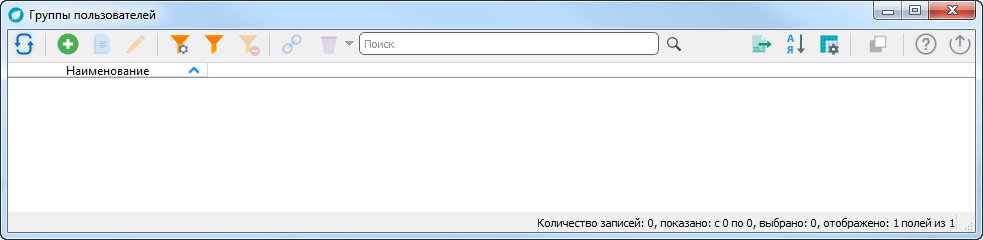 Группы пользователей
Поиск
А
Я
Наименование
Количество записей: 0, показано: с 0 по 0, выбрано: 0, отображено: 1 полей из 1